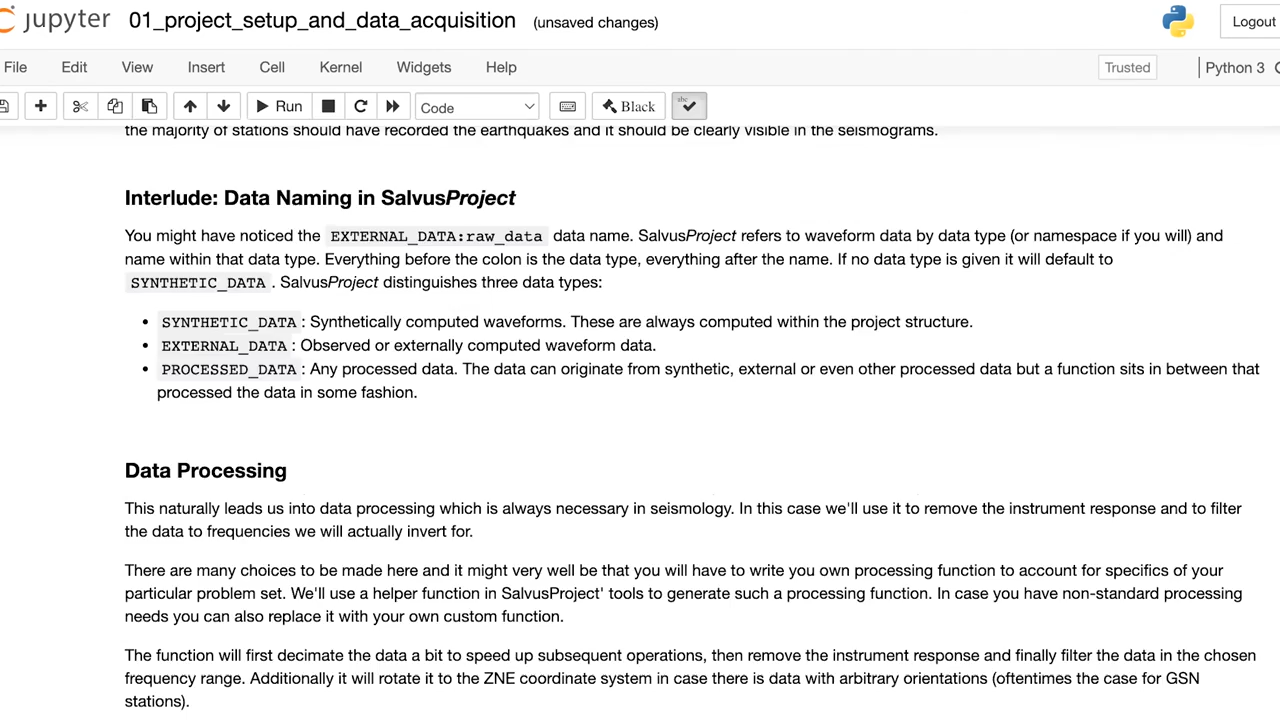 jupyter 01_project_setup_and_data_acquisition (unsaved changes) Logout
File Edit View Insert Cell Kernel Widgets Help Trusted Python 3
Run Code Black abc
the majority of stations should have recorded the earthquakes and it should be clearly visible in the seismograms.
Interlude: Data Naming in SalvusProject
You might have noticed the EXTERNAL_DATA:raw_data data name. SalvusProject refers to waveform data by data type (or namespace if you will) and
name within that data type. Everything before the colon is the data type, everything after the name. If no data type is given it will default to
SYNTHETIC_DATA . SalvusProject distinguishes three data types:
• SYNTHETIC_DATA : Synthetically computed waveforms. These are always computed within the project structure.
• EXTERNAL_DATA : Observed or externally computed waveform data.
• PROCESSED_DATA : Any processed data. The data can originate from synthetic, external or even other processed data but a function sits in between that
processed the data in some fashion.
Data Processing
This naturally leads us into data processing which is always necessary in seismology. In this case we'll use it to remove the instrument response and to filter
the data to frequencies we will actually invert for.
There are many choices to be made here and it might very well be that you will have to write you own processing function to account for specifics of your
particular problem set. We'll use a helper function in SalvusProject' tools to generate such a processing function. In case you have non-standard processing
needs you can also replace it with your own custom function.
The function will first decimate the data a bit to speed up subsequent operations, then remove the instrument response and finally filter the data in the chosen
frequency range. Additionally it will rotate it to the ZNE coordinate system in case there is data with arbitrary orientations (oftentimes the case for GSN
stations).